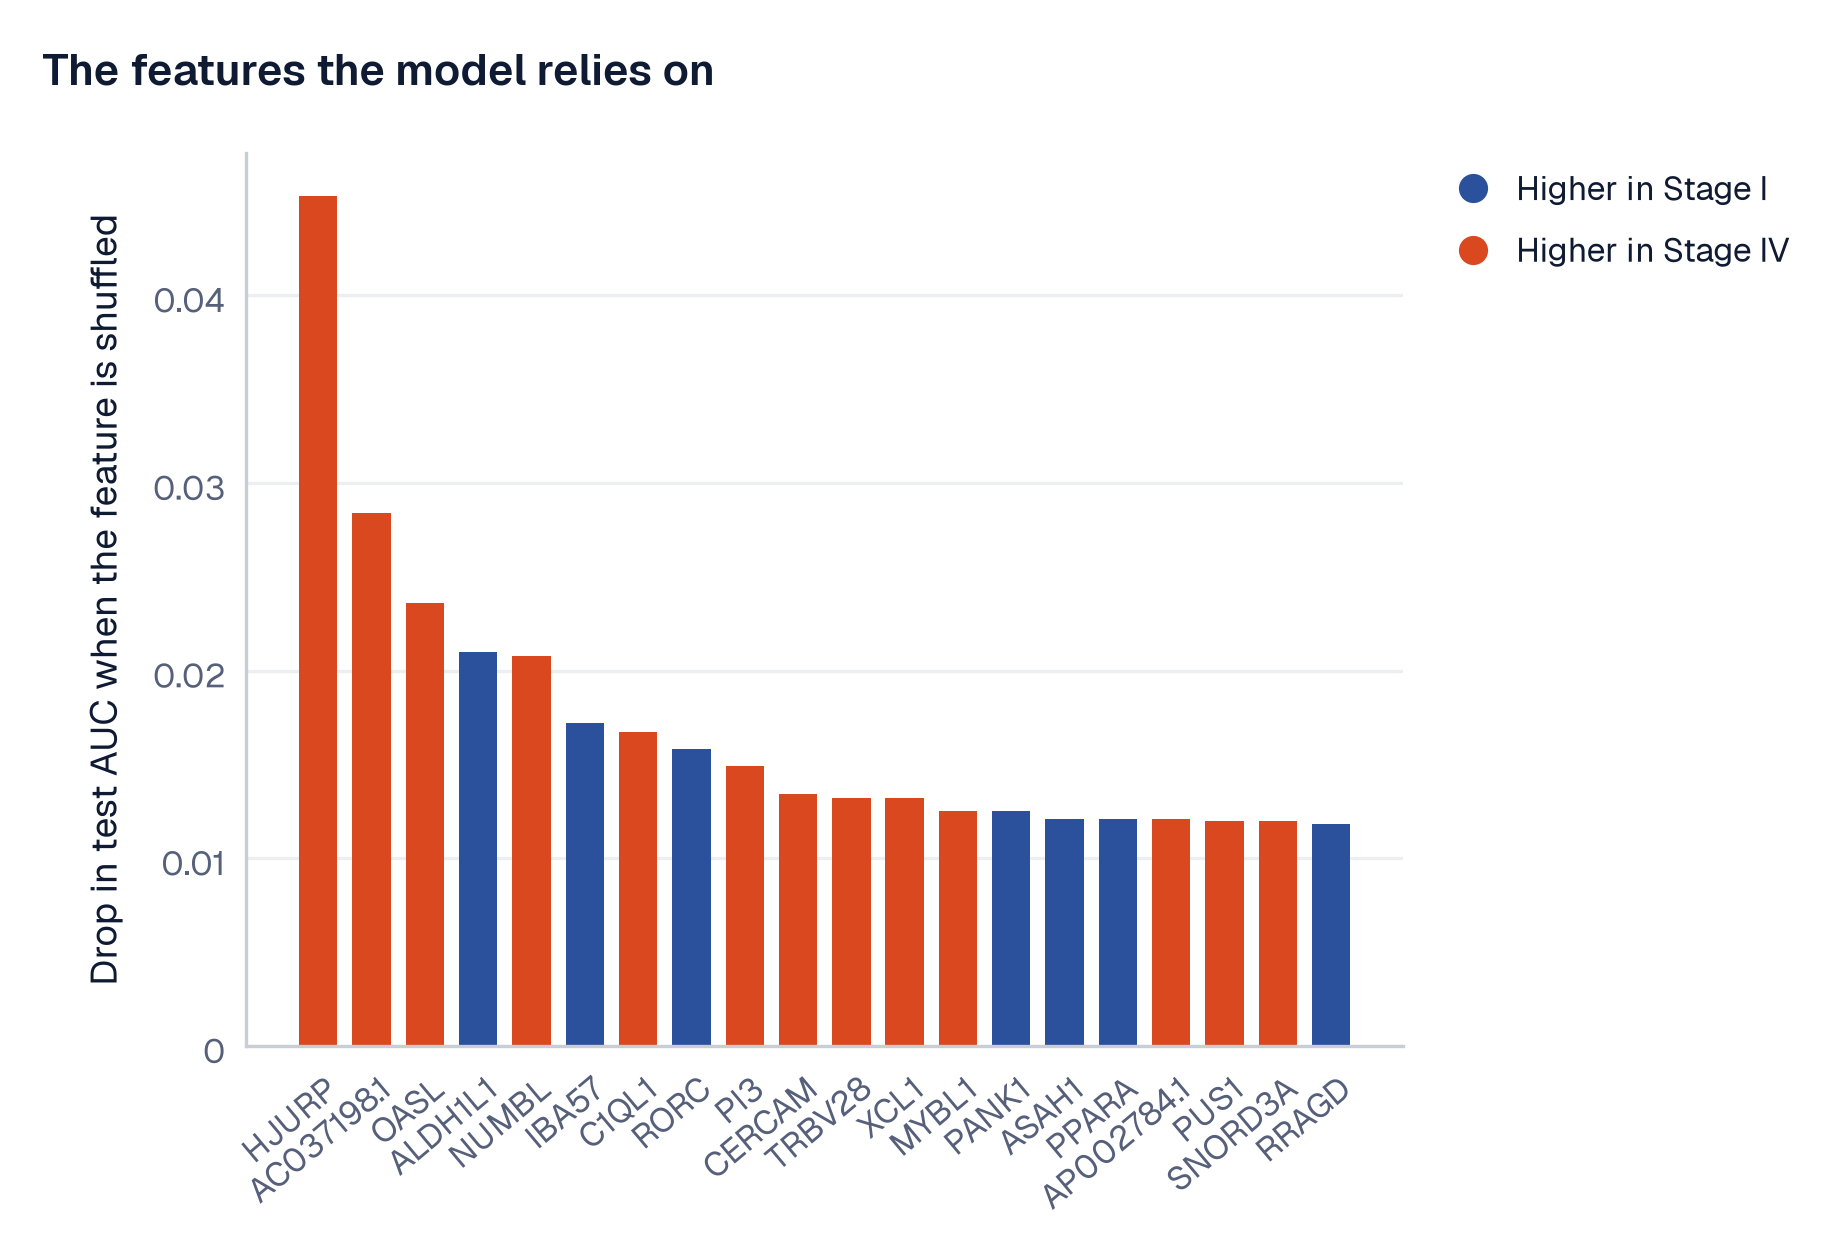 The features the model relies on
Higher in Stage I
Higher in Stage IV
Drop in test AUC when the feature is shuffled
0.04
0.03
0.02
0.01
0
HJURP
AC037198.1
OASL
ALDH1L1
NUMBL
IBA57
C1QL1
RORC
PI3
CERCAM
TRBV28
XCL1
MYBL1
PANK1
ASAH1
PPARA
AP002784.1
PUS1
SNORD3A
RRAGD